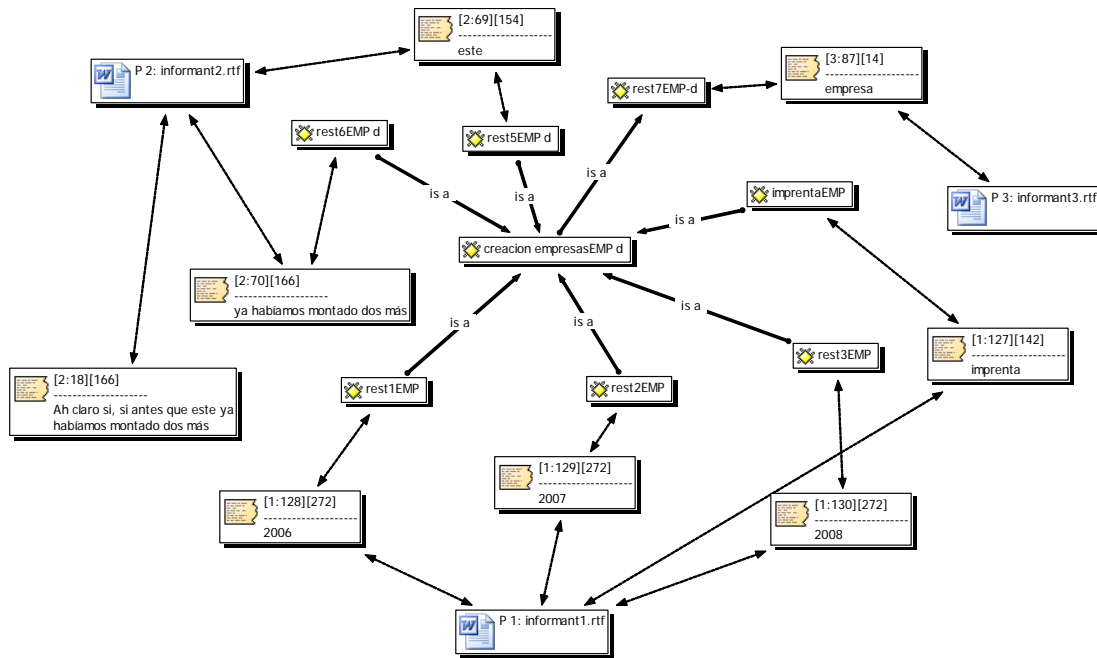 [2:69][154]
--------------------
este
P 2: informant2.rtf
[3:87][14]
--------------------
empresa
rest7EMP-d
rest6EMP d
rest5EMP d
is a
is a
is a
imprentaEMP
P 3: informant3.rtf
is a
creacion empresasEMP d
[2:70][166]
--------------------
ya habíamos montado dos más
is a
is a
is a
rest3EMP
[1:127][142]
--------------------
imprenta
[2:18][166]
--------------------
Ah claro si, si antes que este ya
habíamos montado dos más
rest1EMP
rest2EMP
[1:128][272]
--------------------
2006
[1:129][272]
--------------------
2007
[1:130][272]
--------------------
2008
P 1: informant1.rtf